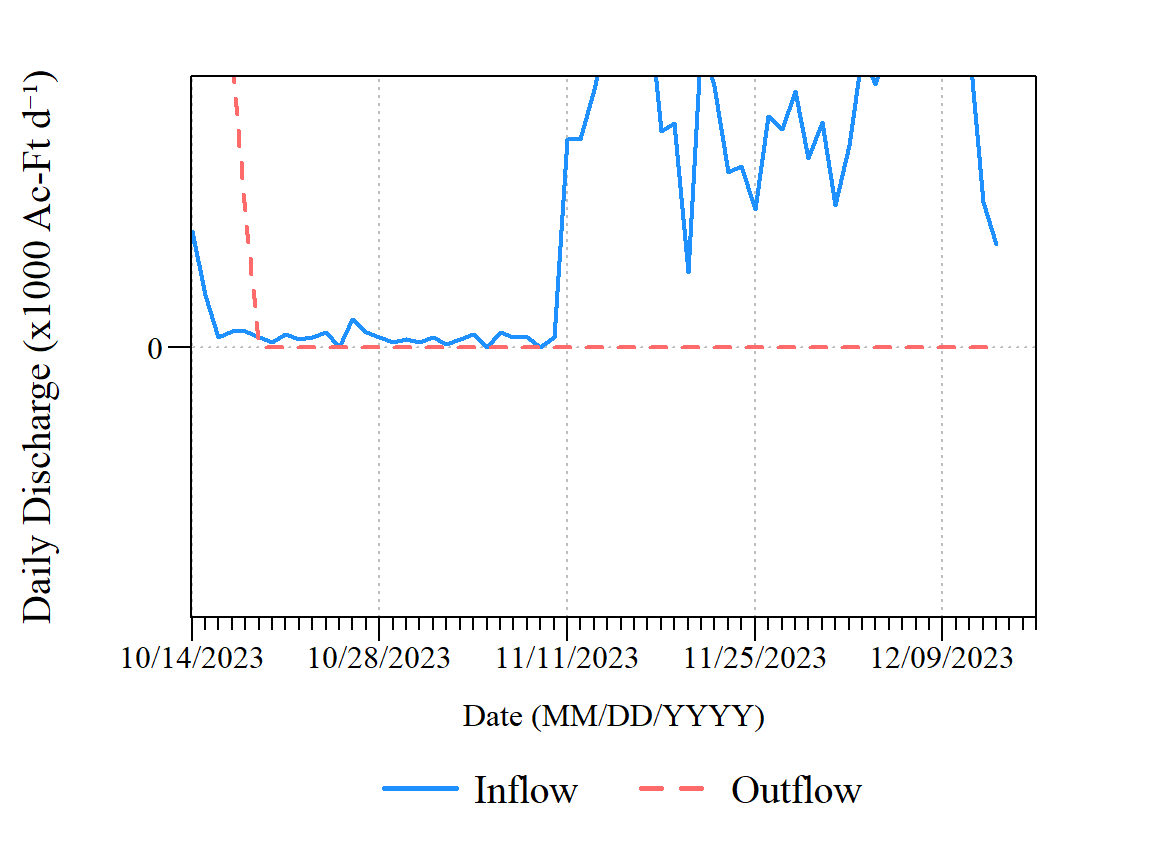 Daily Discharge (x1000 Ac-Ft d⁻¹)
0
10/14/2023 10/28/2023 11/11/2023 11/25/2023 12/09/2023
Date (MM/DD/YYYY)
Inflow Outflow